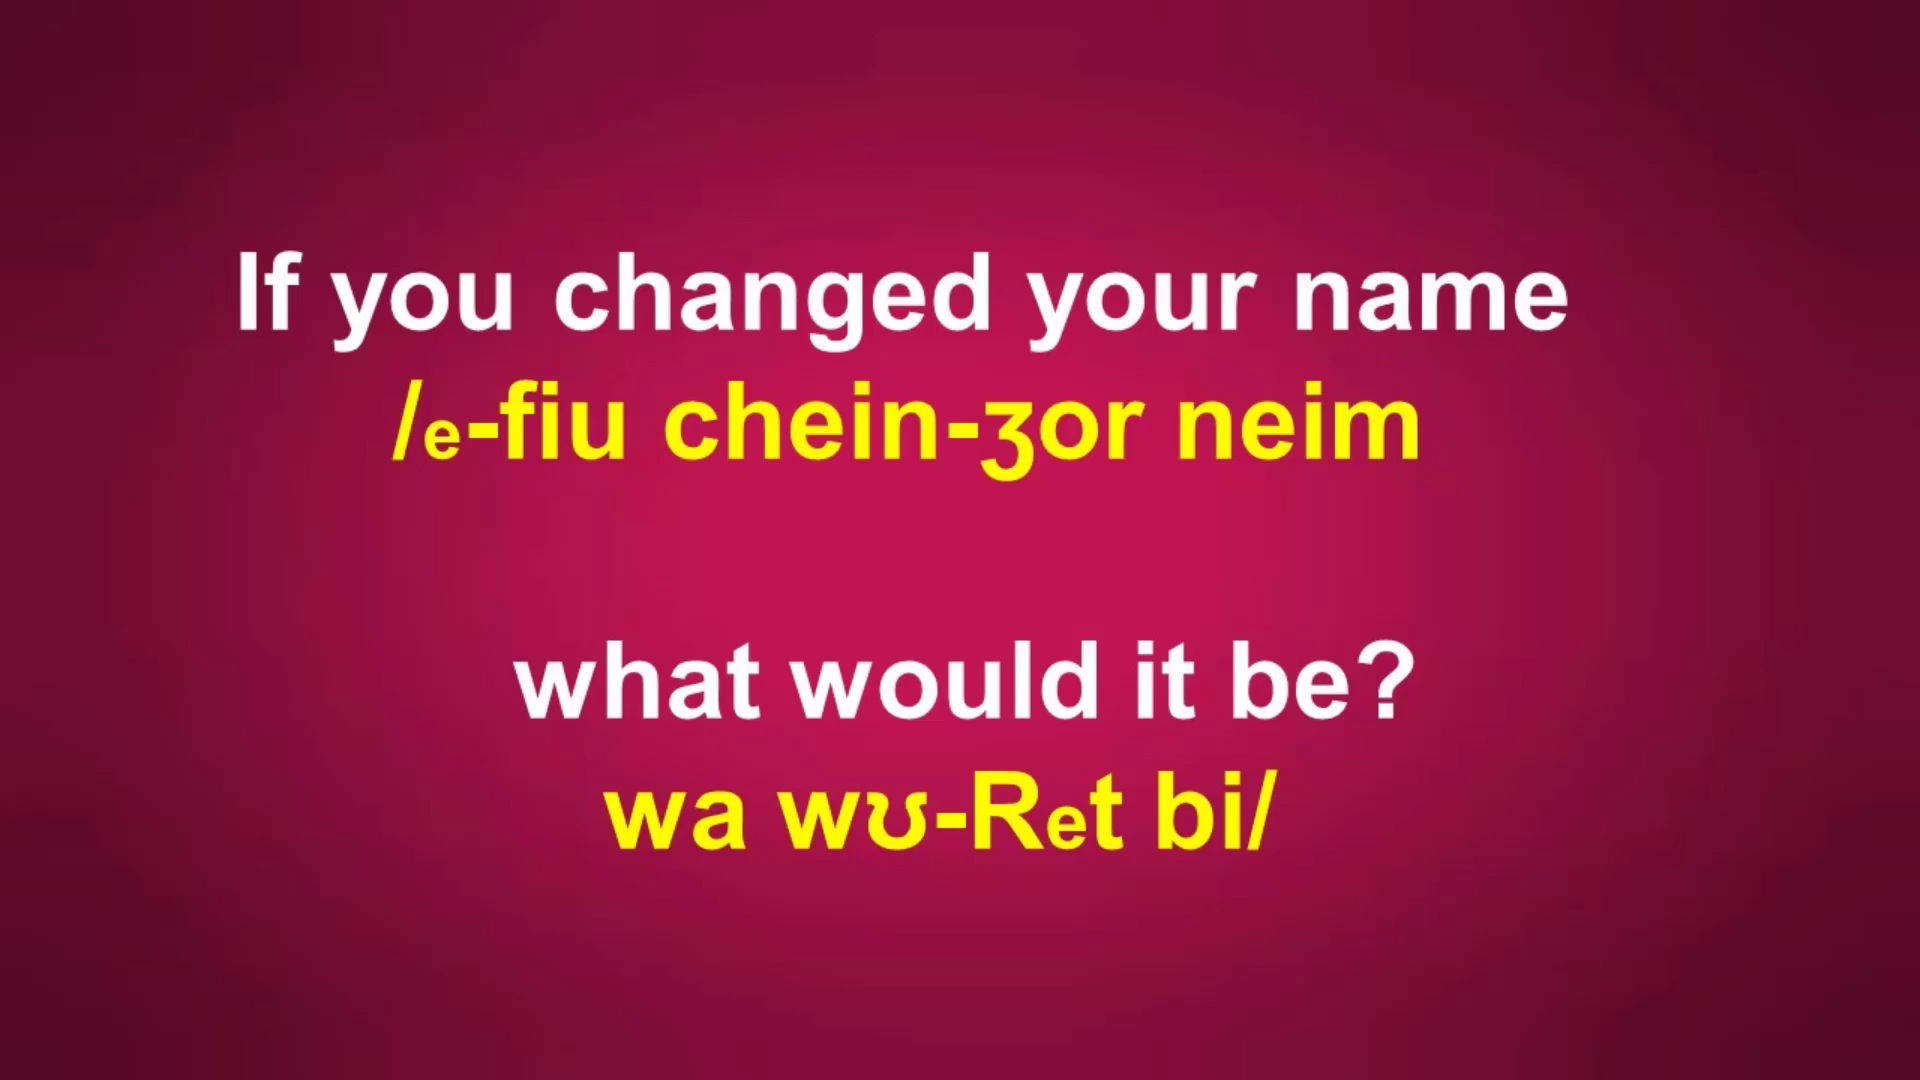 If you changed your name
/e-fiu chein-ʒor neim
what would it be?
wa wʊ-Ret bi/